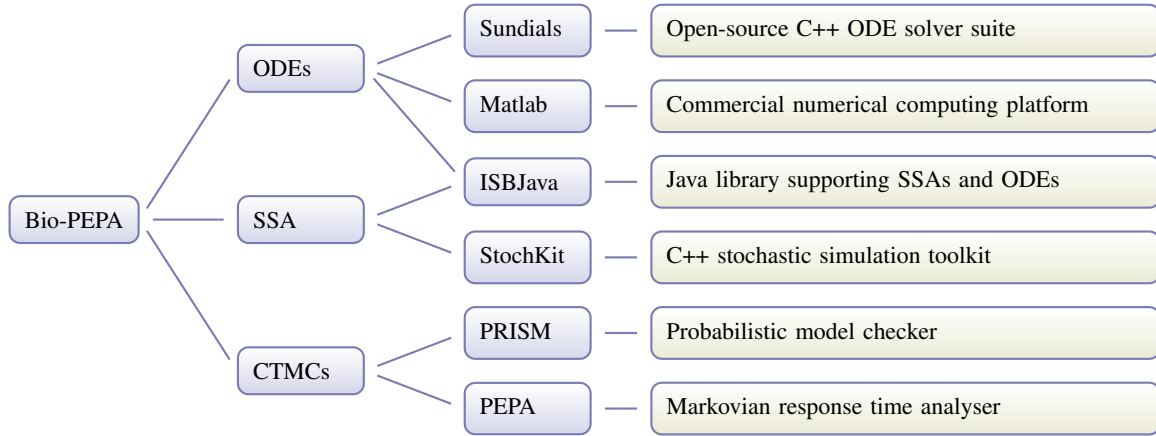 Sundials
Open-source C++ ODE solver suite
ODEs
Matlab
Commercial numerical computing platform
ISBJava
Java library supporting SSAs and ODEs
Bio-PEPA
SSA
StochKit
C++ stochastic simulation toolkit
PRISM
Probabilistic model checker
CTMCs
PEPA
Markovian response time analyser